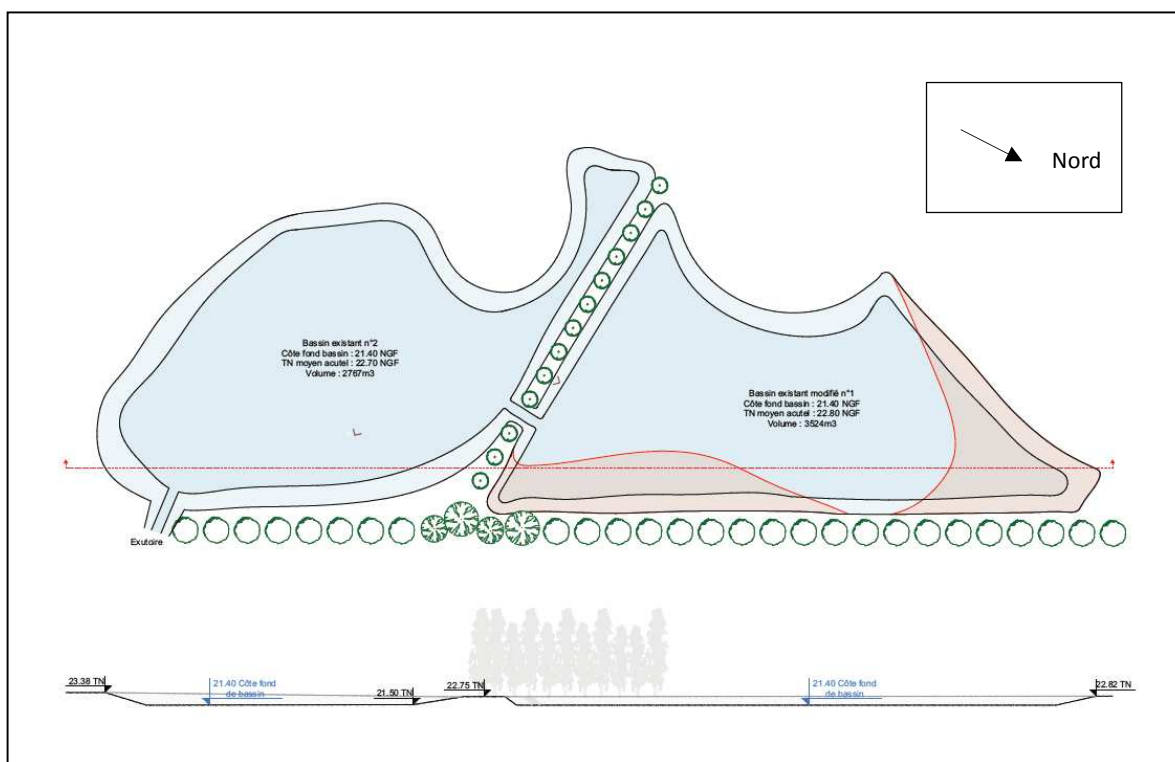 Nord
Bassin existant n°2
Côte fond bassin : 21.40 NGF
TN moyen acutel : 22.70 NGF
Volume : 2767m3
Bassin existant modifié n°1
Côte fond bassin : 21.40 NGF
TN moyen acutel : 22.80 NGF
Volume : 3524m3
Exutoire
23.38 TN
21.40 Côte fond
de bassin
21.50 TN
22.75 TN
21.40 Côte fond
de bassin
22.82 TN